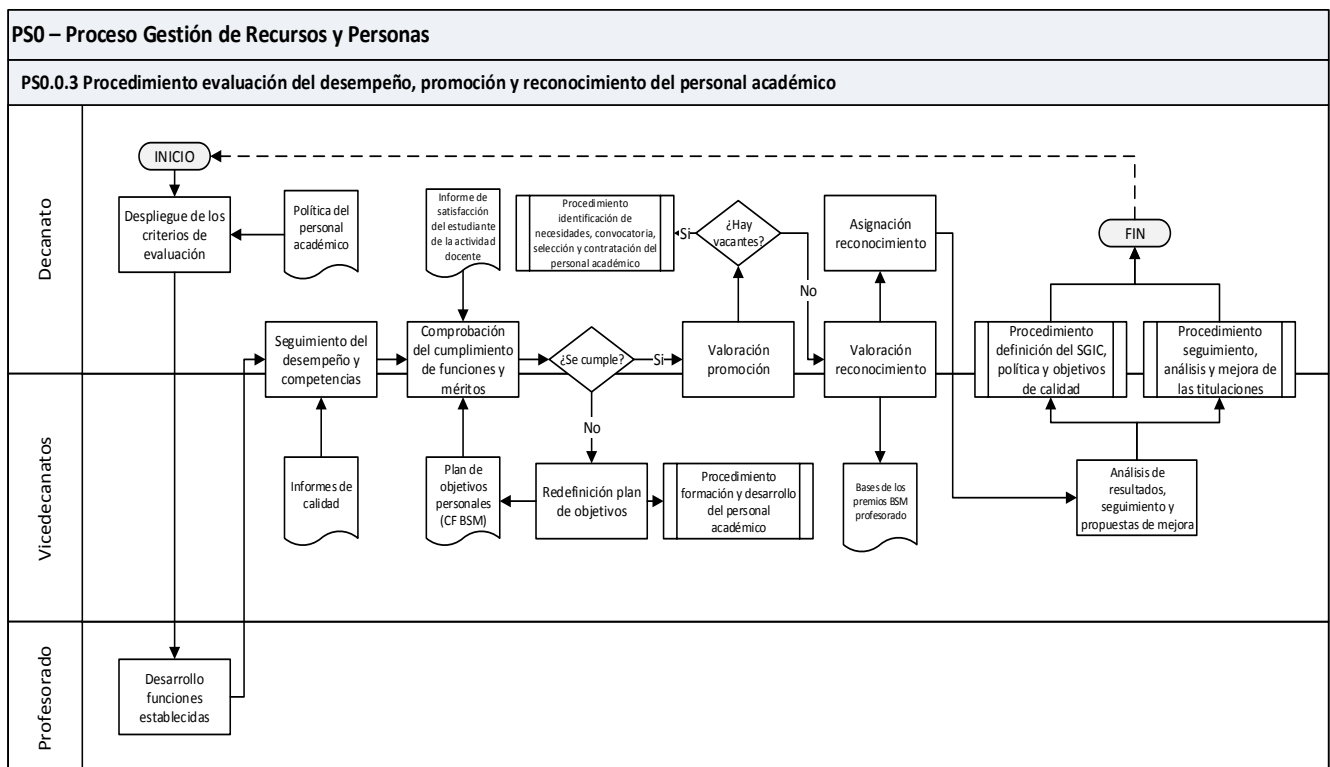 PS0 – Proceso Gestión de Recursos y Personas
PS0.0.3 Procedimiento evaluación del desempeño, promoción y reconocimiento del personal académico
Decanato
INICIO
Despliegue de los
criterios de
evaluación
Política del
personal
académico
Informe de
satisfacción
del estudiante
de la actividad
docente
Procedimiento
identificación de
necesidades, convocatoria,
selección y contratación del
personal académico
Si
¿Hay
vacantes?
No
Asignación
reconocimiento
FIN
Seguimiento del
desempeño y
competencias
Comprobación
del cumplimiento
de funciones y
méritos
¿Se cumple?
Si
Valoración
promoción
Valoración
reconocimiento
Procedimiento
definición del SGIC,
política y objetivos
de calidad
Procedimiento
seguimiento,
análisis y mejora de
las titulaciones
Vicedecanatos
No
Informes de
calidad
Plan de
objetivos
personales
(CF BSM)
Redefinición plan
de objetivos
Procedimiento
formación y desarrollo
del personal
académico
Bases de los
premios BSM
profesorado
Análisis de
resultados,
seguimiento y
propuestas de mejora
Profesorado
Desarrollo
funciones
establecidas